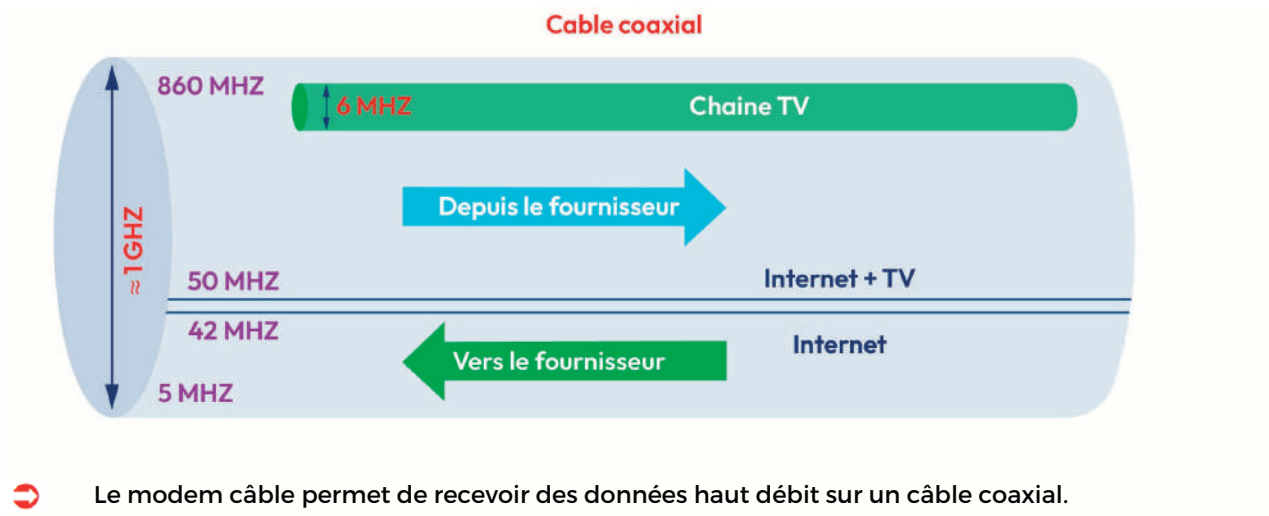 Cable coaxial
860 MHZ
6 MHZ
Chaine TV
Depuis le fournisseur
≈ 1 GHZ
50 MHZ
Internet + TV
42 MHZ
Internet
Vers le fournisseur
5 MHZ
Le modem câble permet de recevoir des données haut débit sur un câble coaxial.